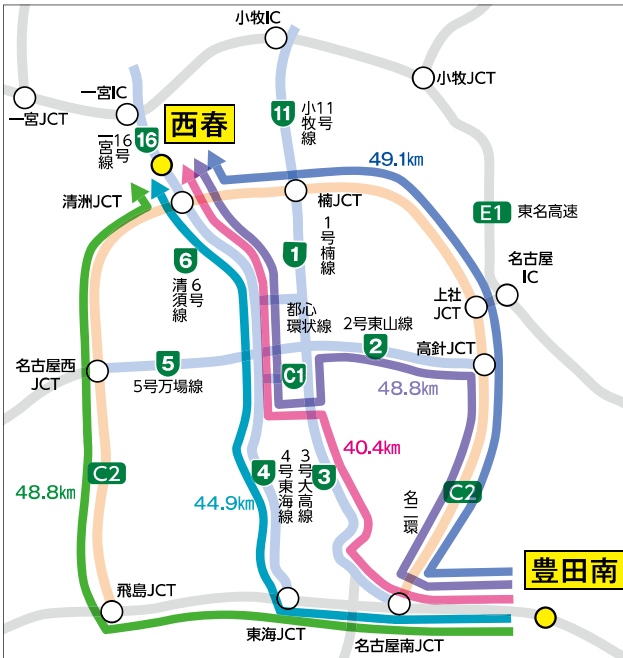 小牧IC
小牧JCT
一宮IC
一宮JCT
西春
16
16号
一宮線
11
11号
小牧線
49.1km
E1
東名高速
清洲JCT
楠JCT
1
1号楠線
名古屋
IC
6
6号
清須線
上社
JCT
都心
環状線
2号東山線
2
高針JCT
名古屋西
JCT
5
5号万場線
C1
48.8km
40.4km
C2
48.8km
44.9km
4
4号東海線
3号大高線
3
名二環
C2
豊田南
飛島JCT
東海JCT
名古屋南JCT